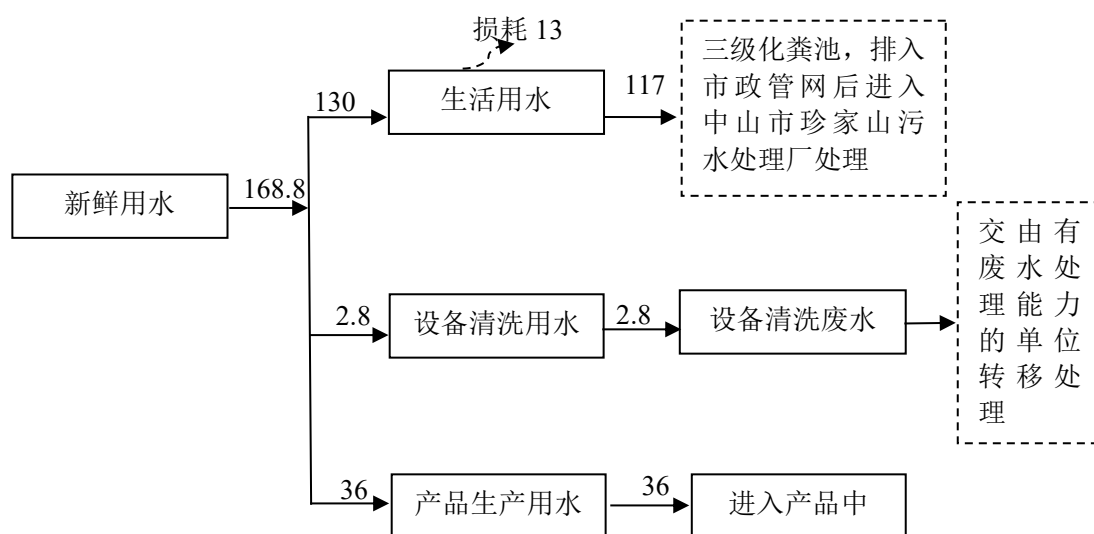 损耗 13
三级化粪池，排入
市政管网后进入
中山市珍家山污
水处理厂处理
130
生活用水
117
新鲜用水
168.8
交由有
废水处
理能力
的单位
转移处
理
2.8
设备清洗用水
2.8
设备清洗废水
36
产品生产用水
36
进入产品中